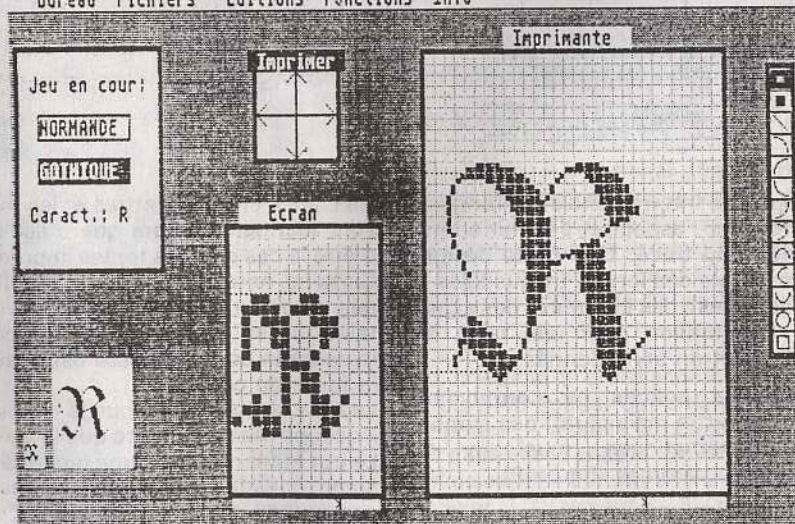 Bureau Fichiers Editions Fonctions Info
Imprimante
Imprimer
Jeu en cour:
NORMANDE
GOTHIQUE
Caract.: R
Ecran
R
R
R
R